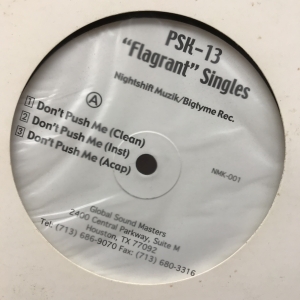 PSK-13
"Flagrant" Singles
Nightshift Muzik/Bigtyme Rec.
A
1 Don't Push Me (Clean)
2 Don't Push Me (Inst)
3 Don't Push Me (Acap)
NMK-001
Global Sound Masters
2400 Central Parkway, Suite M
Houston, TX 77092
Tel: (713) 686-9070 Fax: (713) 680-3316